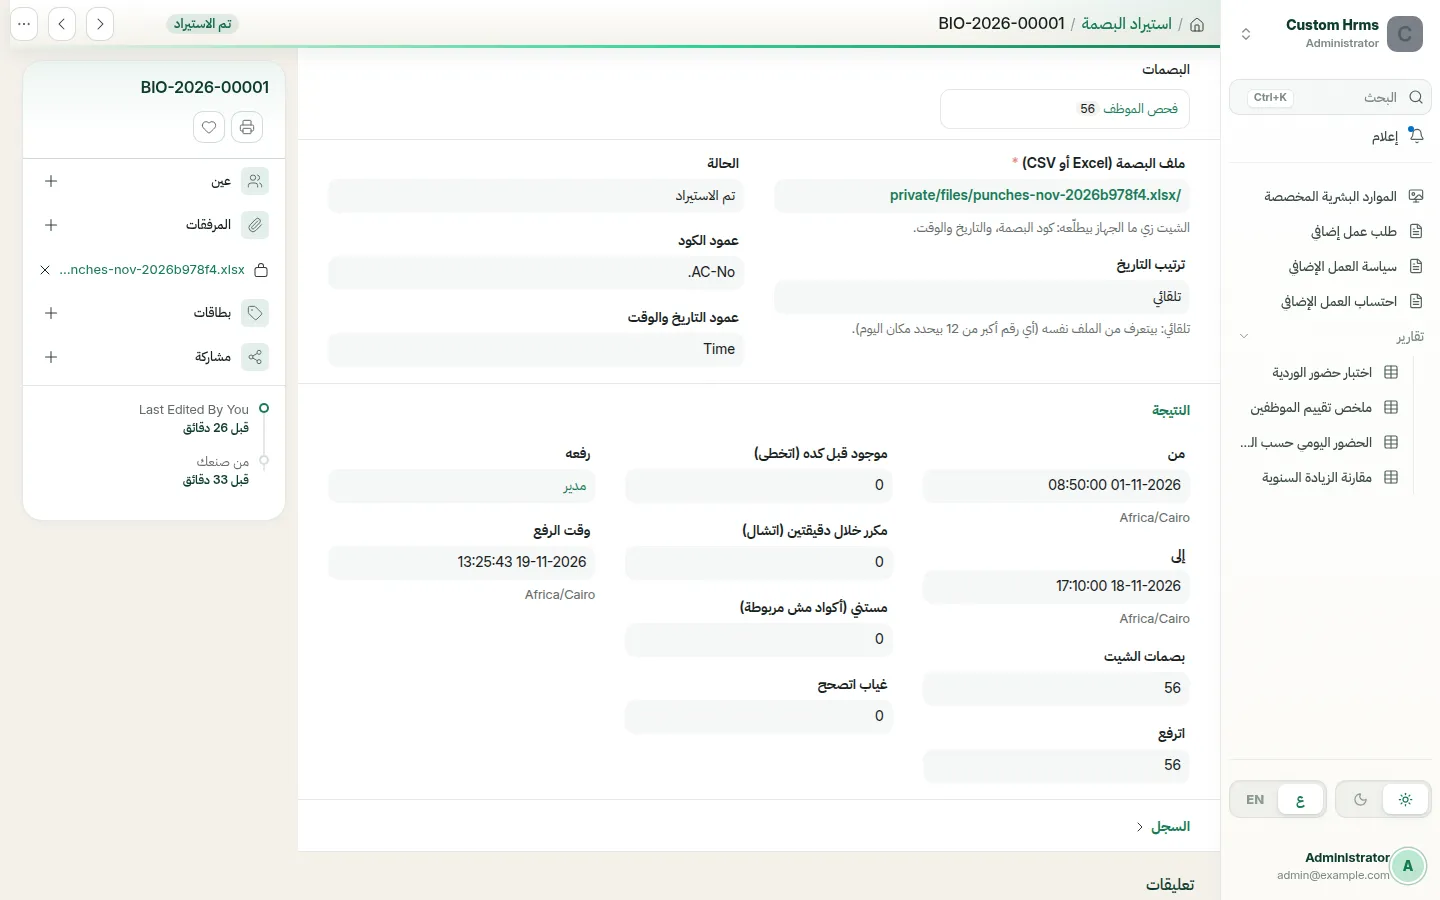 Custom Hrms
Administrator
C
البحث
Ctrl+K
إعلام
الموارد البشرية المخصصة
طلب عمل إضافي
سياسة العمل الإضافي
احتساب العمل الإضافي
تقارير
اختبار حضور الوردية
ملخص تقييم الموظفين
الحضور اليومي حسب الـ...
مقارنة الزيادة السنوية
ع
EN
A
Administrator
admin@example.com
/ استيراد البصمة / BIO-2026-00001
تم الاستيراد
البصمات
فحص الموظف 56
ملف البصمة (Excel أو CSV) *
/private/files/punches-nov-2026b978f4.xlsx
الشيت زي ما الجهاز بيطلّعه: كود البصمة، والتاريخ والوقت.
ترتيب التاريخ
تلقائي
تلقائي: بيتعرف من الملف نفسه (أي رقم أكبر من 12 بيحدد مكان اليوم).
الحالة
تم الاستيراد
عمود الكود
AC-No.
عمود التاريخ والوقت
Time
النتيجة
من
01-11-2026 08:50:00
Africa/Cairo
إلى
18-11-2026 17:10:00
Africa/Cairo
بصمات الشيت
56
اترفع
56
موجود قبل كده (اتخطى)
0
مكرر خلال دقيقتين (اتشال)
0
مستني (أكواد مش مربوطة)
0
غياب اتصحح
0
رفعه
مدير
وقت الرفع
19-11-2026 13:25:43
Africa/Cairo
السجل
تعليقات
BIO-2026-00001
عين
المرفقات
...nches-nov-2026b978f4.xlsx
بطاقات
مشاركة
Last Edited By You
قبل 26 دقائق
من صنعك
قبل 33 دقائق